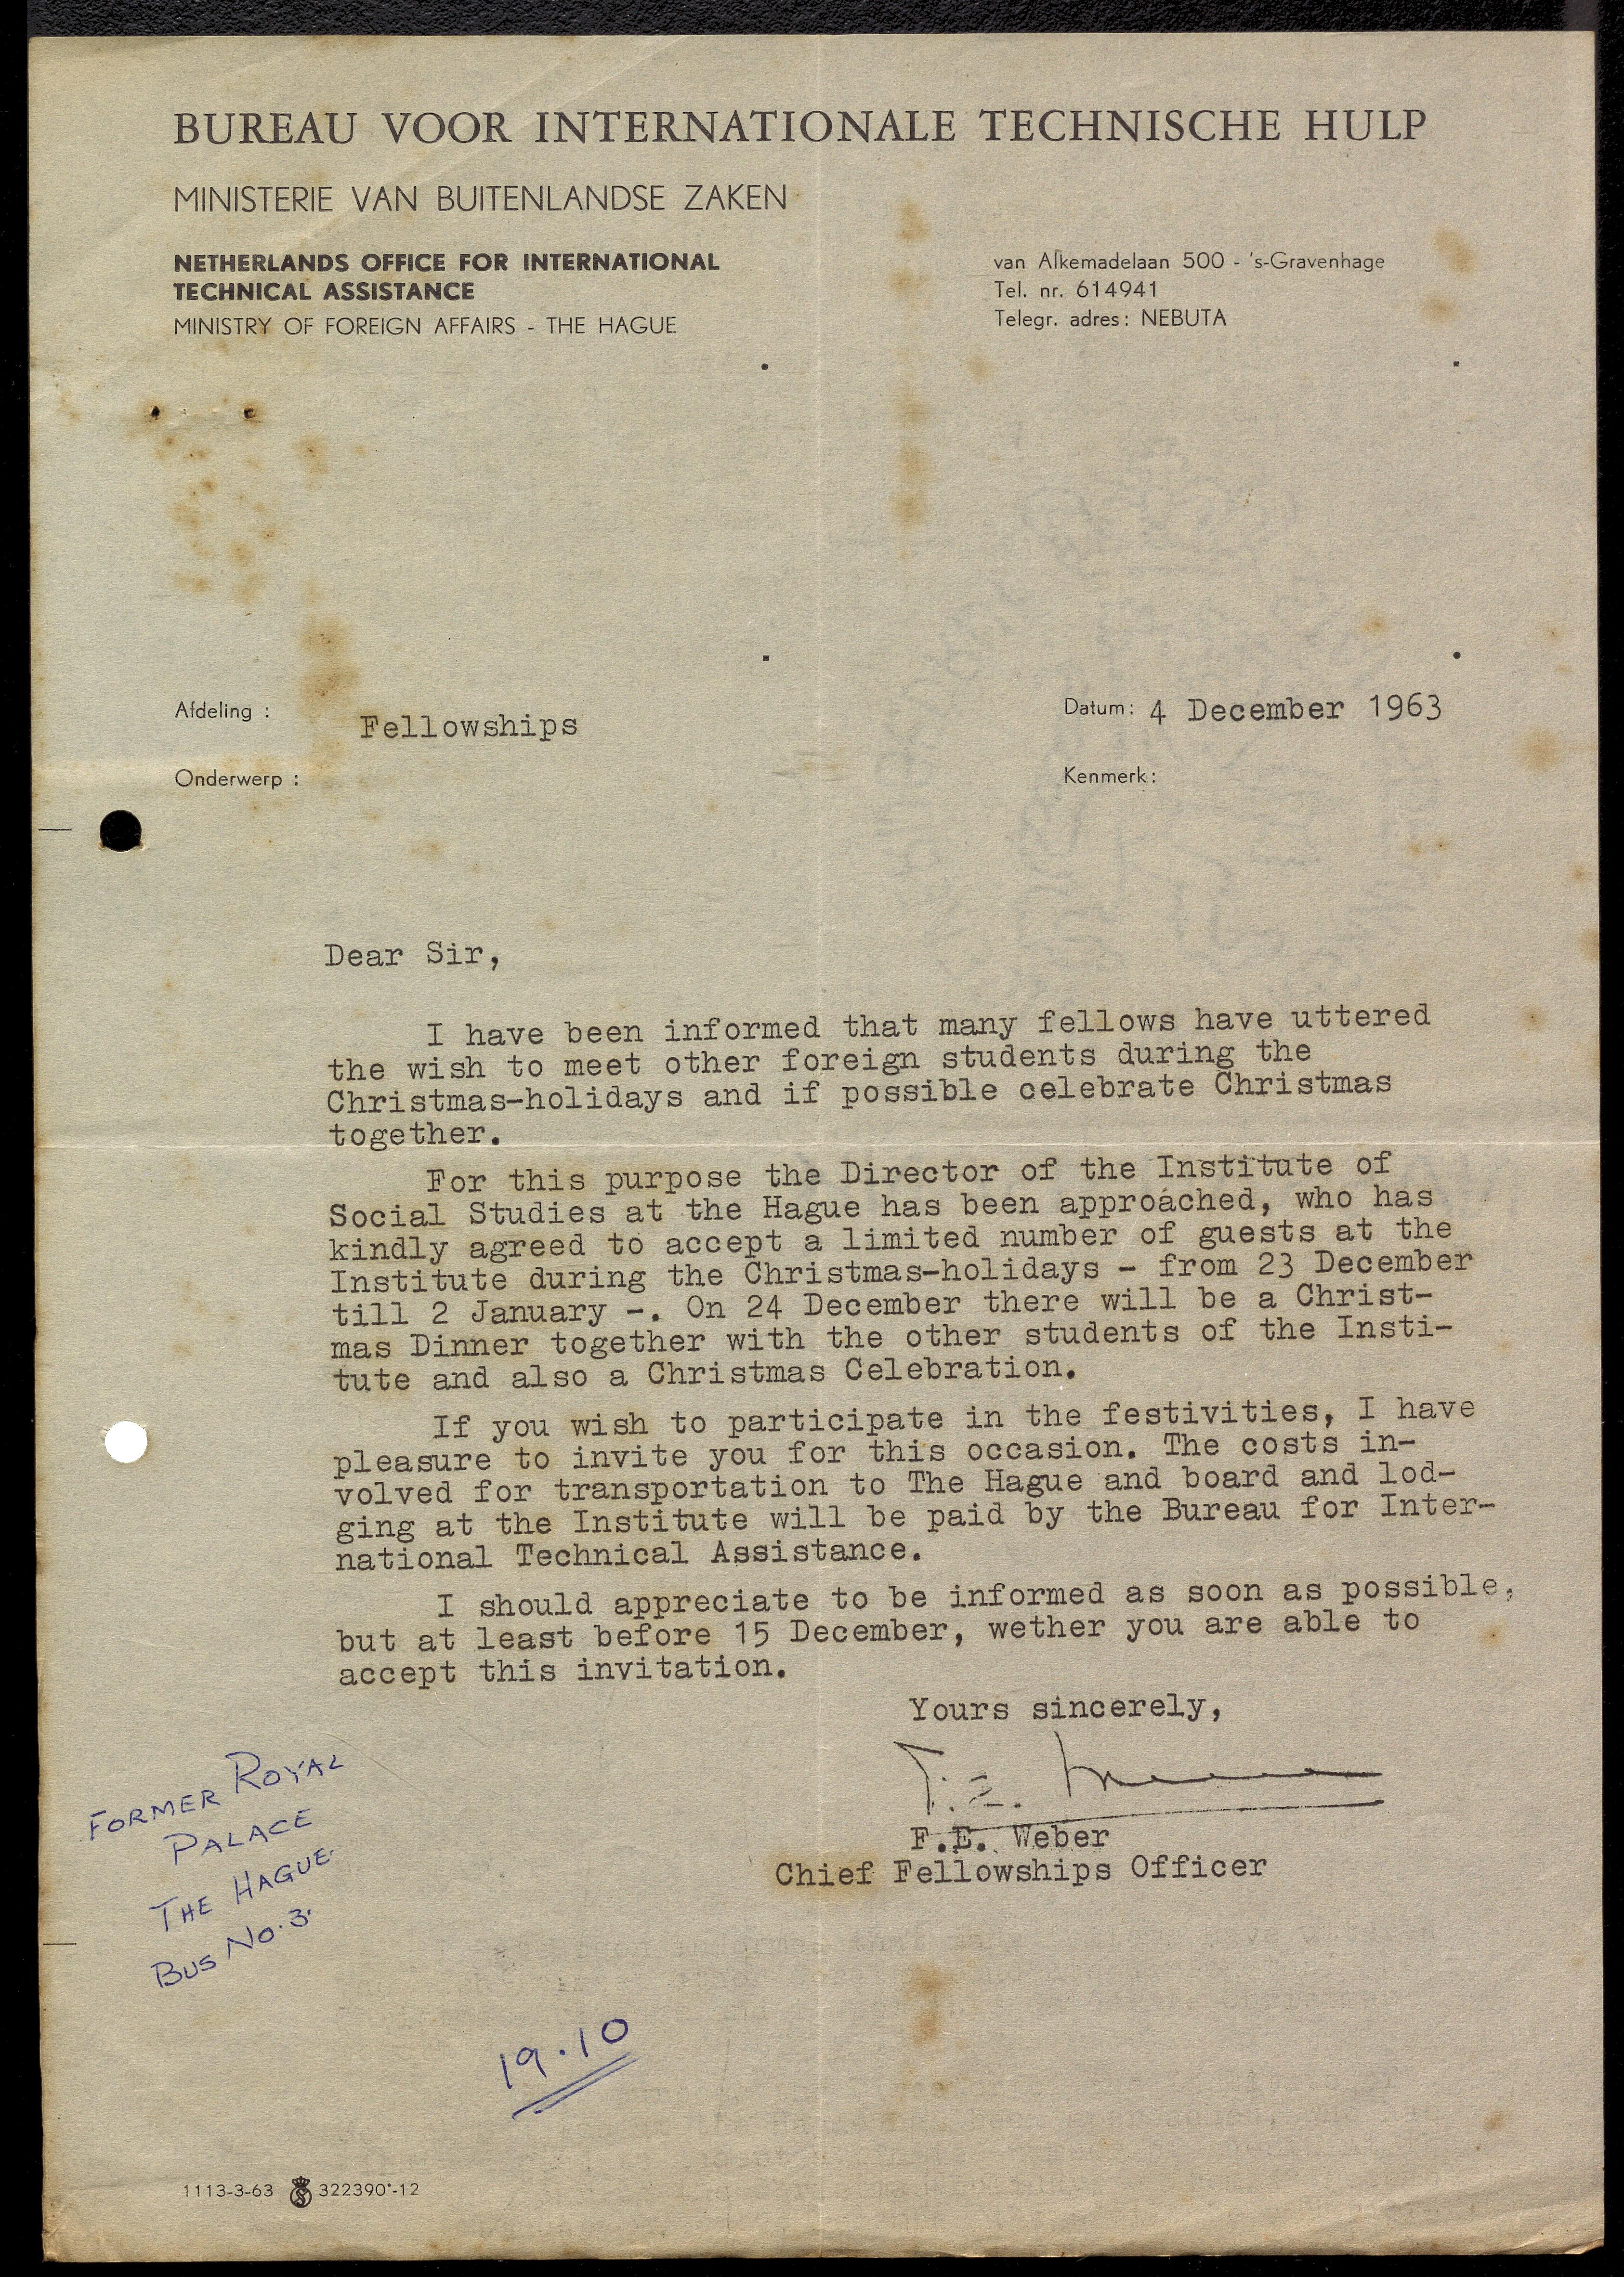 BUREAU VOOR INTERNATIONALE TECHNISCHE HULP
MINISTERIE VAN BUITENLANDSE ZAKEN
NETHERLANDS OFFICE FOR INTERNATIONAL
TECHNICAL ASSISTANCE
MINISTRY OF FOREIGN AFFAIRS - THE HAGUE
van Alkemadelaan 500 - 's-Gravenhage
Tel. nr. 614941
Telegr. adres: NEBUTA
Afdeling : Fellowships
Datum: 4 December 1963
Onderwerp :
Kenmerk:
Dear Sir,
I have been informed that many fellows have uttered
the wish to meet other foreign students during the
Christmas-holidays and if possible celebrate Christmas
together.
For this purpose the Director of the Institute of
Social Studies at the Hague has been approached, who has
kindly agreed to accept a limited number of guests at the
Institute during the Christmas-holidays - from 23 December
till 2 January -. On 24 December there will be a Christ-
mas Dinner together with the other students of the Insti-
tute and also a Christmas Celebration.
If you wish to participate in the festivities, I have
pleasure to invite you for this occasion. The costs in-
volved for transportation to The Hague and board and lod-
ging at the Institute will be paid by the Bureau for Inter-
national Technical Assistance.
I should appreciate to be informed as soon as possible,
but at least before 15 December, wether you are able to
accept this invitation.
Yours sincerely,
F.E. Weber
Chief Fellowships Officer
FORMER ROYAL
PALACE
THE HAGUE.
BUS No. 3.
19.10
1113-3-63 322390*-12